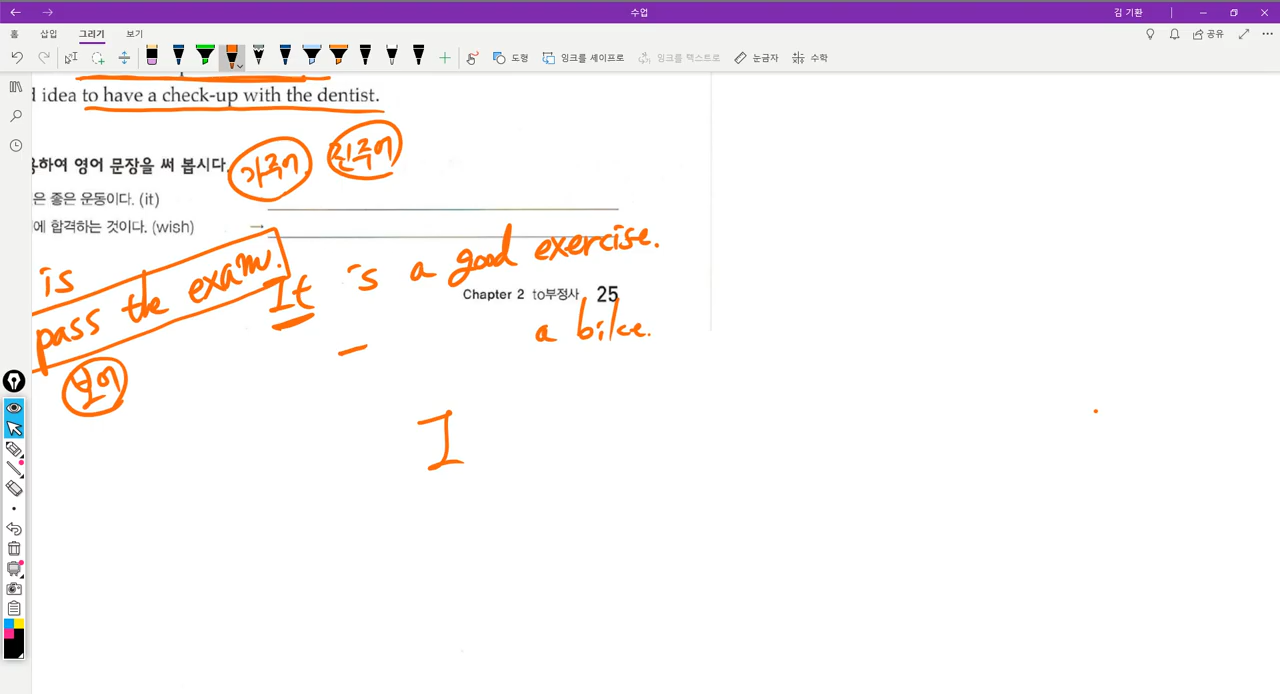 수업
김 기환
홈 삽입 그리기 보기
공유
도형 잉크를 셰이프로 잉크를 텍스트로 눈금자 수학
d idea to have a check-up with the dentist.
가주어 진주어
용하여 영어 문장을 써 봅시다.
은 좋은 운동이다. (it)
에 합격하는 것이다. (wish) →
is
It is a good exercise.
pass the exam.
Chapter 2 to부정사 25
a bike.
보어
I